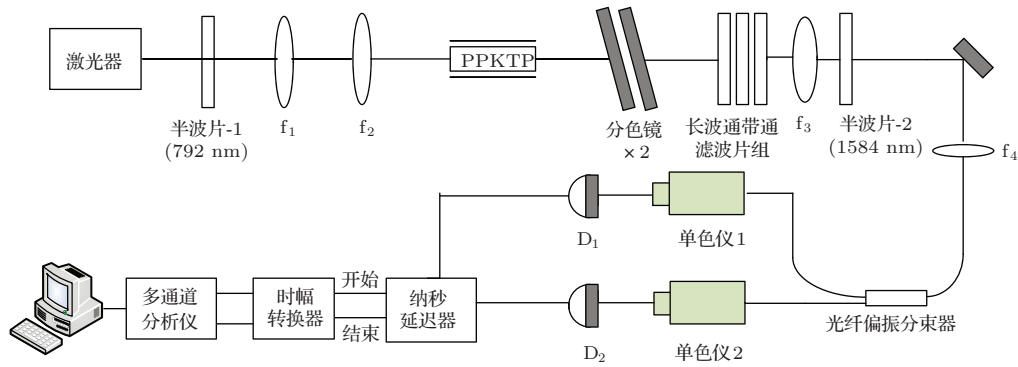 激光器
半波片-1
(792 nm)
f1
f2
PPKTP
分色镜
×2
长波通带通
滤波片组
f3
半波片-2
(1584 nm)
f4
D1
单色仪1
多通道
分析仪
时幅
转换器
开始
结束
纳秒
延迟器
D2
单色仪2
光纤偏振分束器